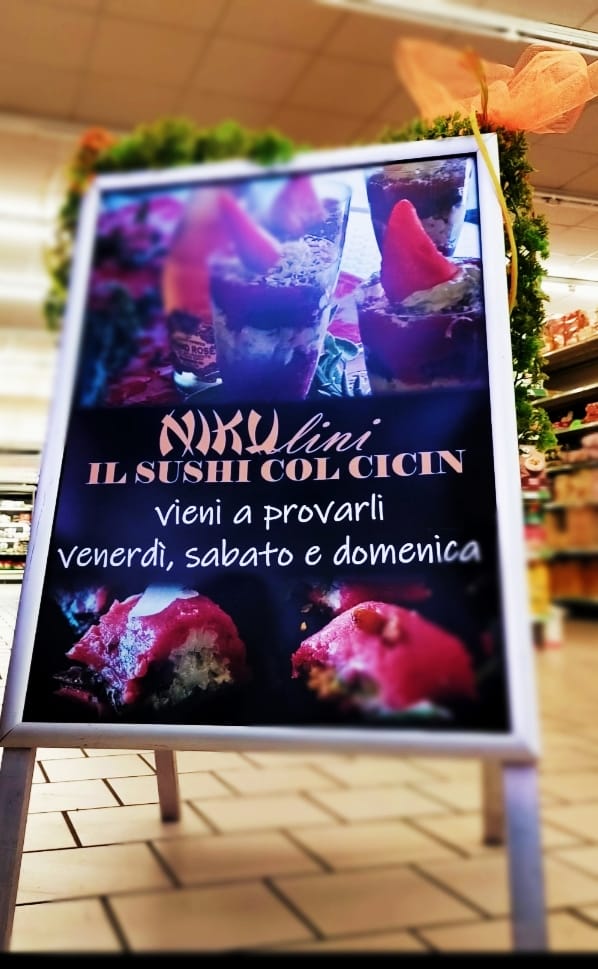 NIKUlini
IL SUSHI COL CICIN
vieni a provarli
venerdì, sabato e domenica